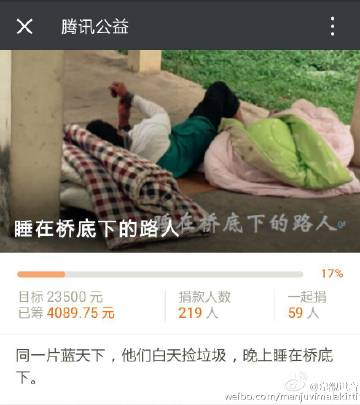 腾讯公益
睡在桥底下的路人
睡在桥底下的路人
17%
目标 23500 元
已筹 4089.75 元
捐款人数
219 人
一起捐
59 人
同一片蓝天下，他们白天捡垃圾，晚上睡在桥底
下。
weibo.com/manjuvimalakirti